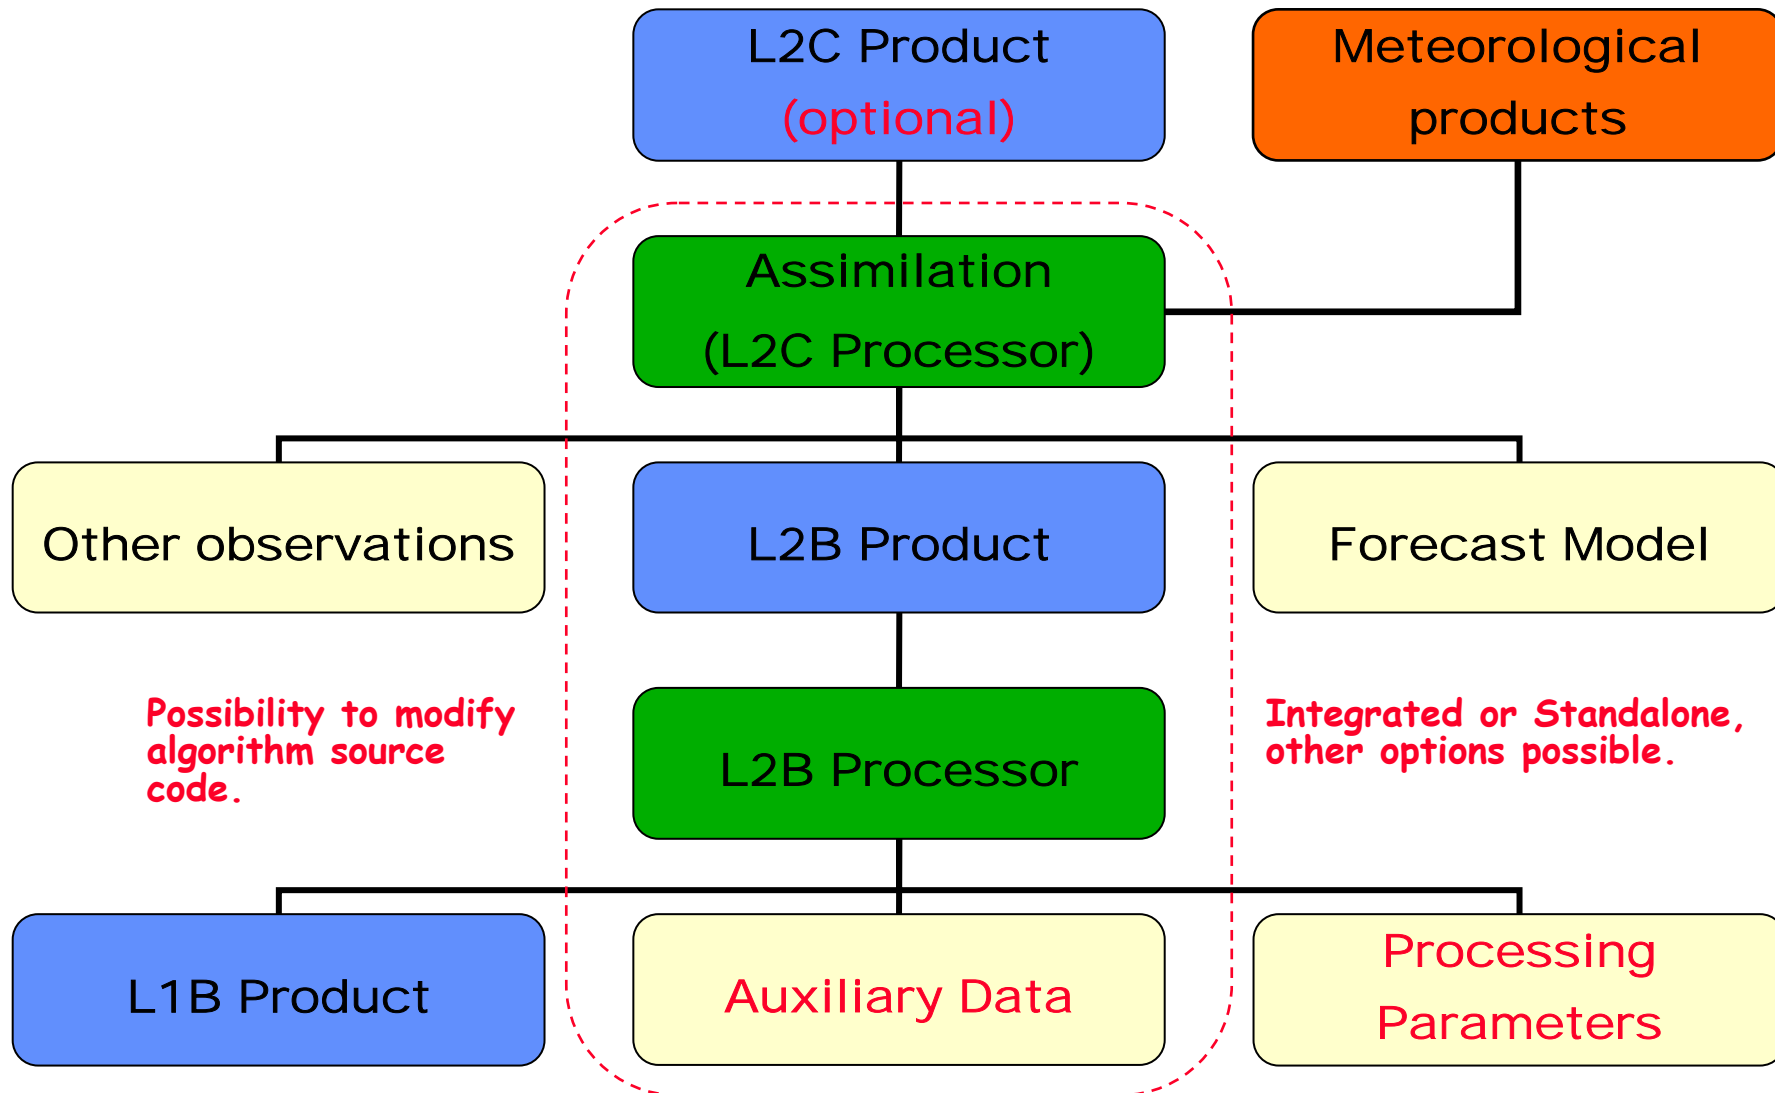 L2C Product
(optional)
Meteorological
products
Assimilation
(L2C Processor)
Other observations
L2B Product
Forecast Model
Possibility to modify
algorithm source
code.
Integrated or Standalone,
other options possible.
L2B Processor
L1B Product
Auxiliary Data
Processing
Parameters